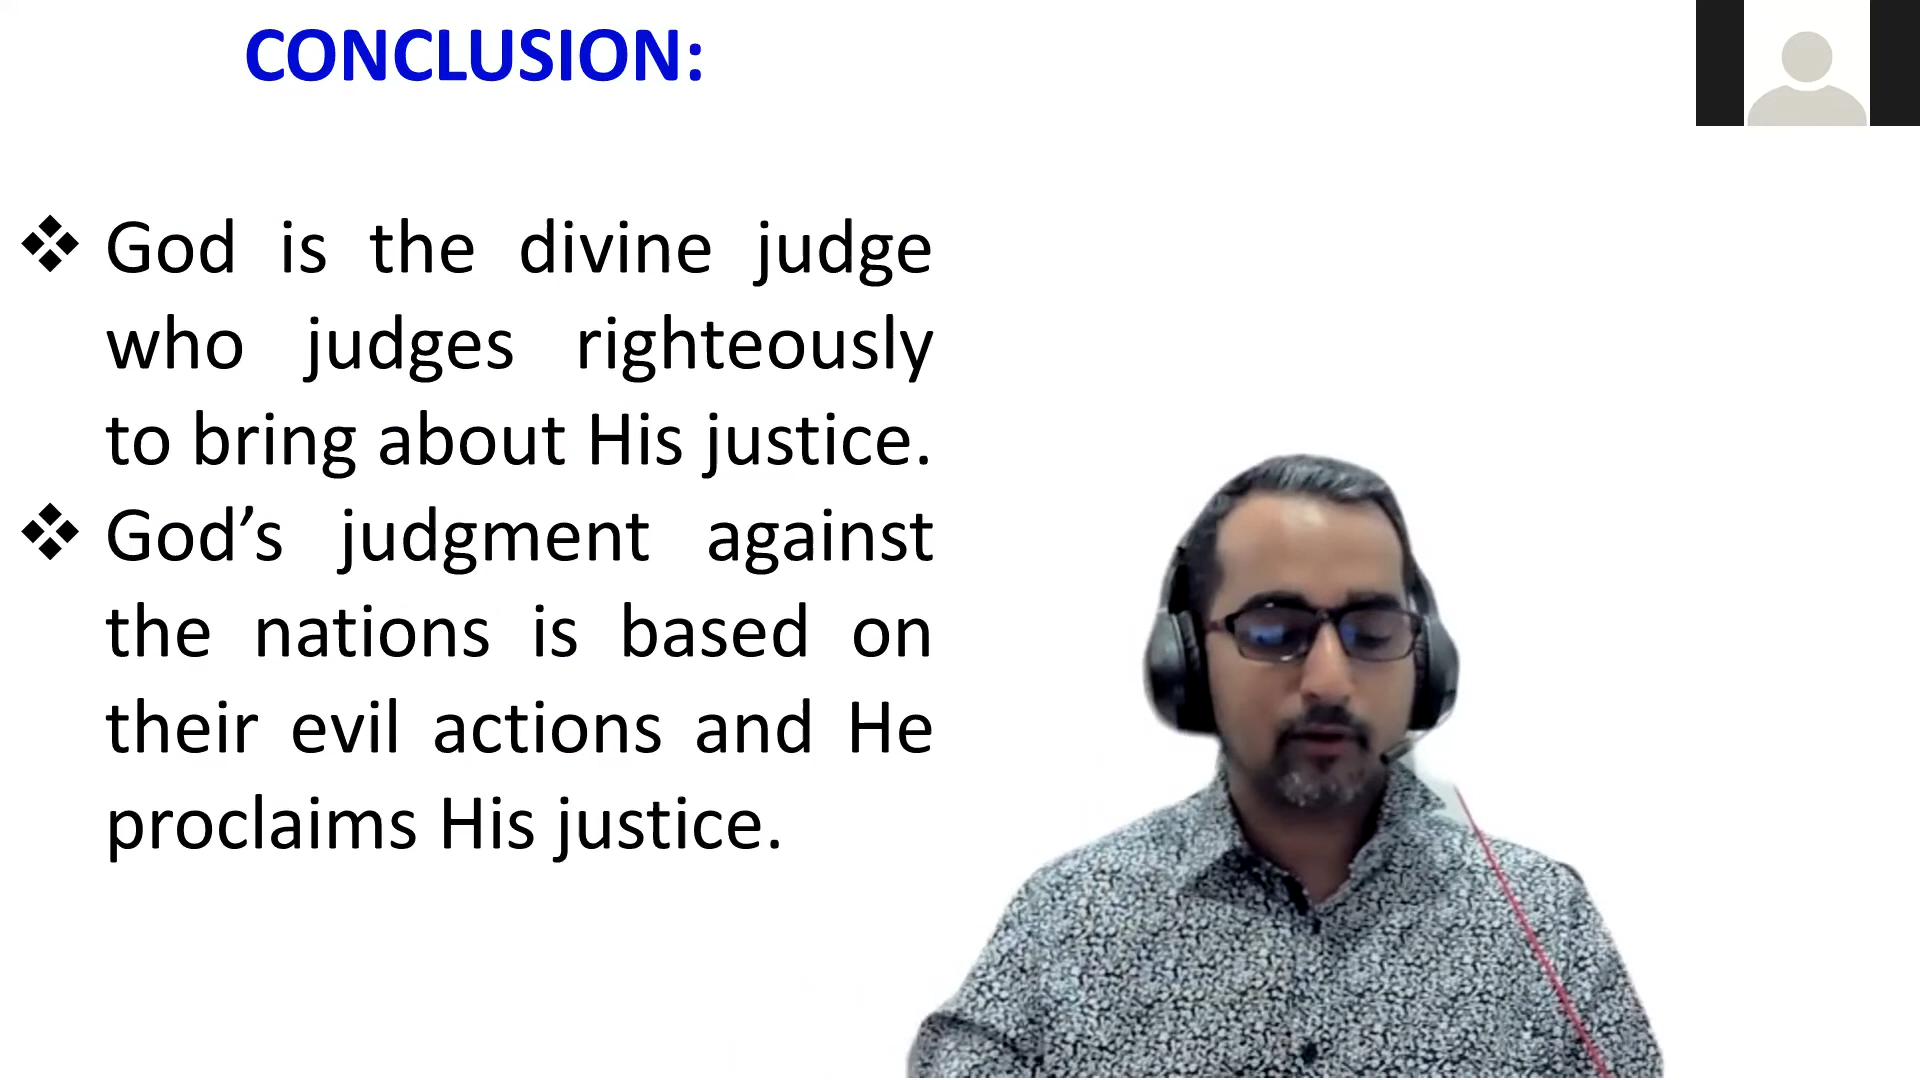 CONCLUSION:
❖ God is the divine judge
who judges righteously
to bring about His justice.
❖ God’s judgment against
the nations is based on
their evil actions and He
proclaims His justice.